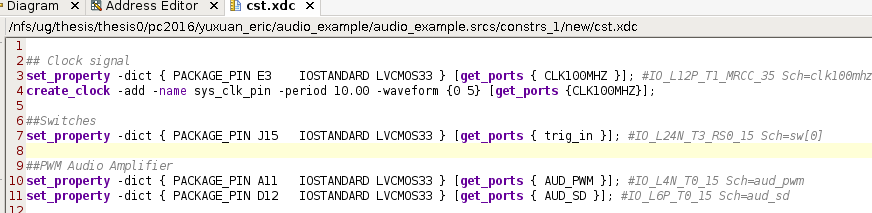 Diagram × Address Editor × cst.xdc ×
/nfs/ug/thesis/thesis0/pc2016/yuxuan_eric/audio_example/audio_example.srcs/constrs_1/new/cst.xdc
1
2 ## Clock signal
3 set_property -dict { PACKAGE_PIN E3 IOSTANDARD LVCMOS33 } [get_ports { CLK100MHZ }]; #IO_L12P_T1_MRCC_35 Sch=clk100mhz
4 create_clock -add -name sys_clk_pin -period 10.00 -waveform {0 5} [get_ports {CLK100MHZ}];
5
6 ##Switches
7 set_property -dict { PACKAGE_PIN J15 IOSTANDARD LVCMOS33 } [get_ports { trig_in }]; #IO_L24N_T3_RS0_15 Sch=sw[0]
8
9 ##PWM Audio Amplifier
10 set_property -dict { PACKAGE_PIN A11 IOSTANDARD LVCMOS33 } [get_ports { AUD_PWM }]; #IO_L4N_T0_15 Sch=aud_pwm
11 set_property -dict { PACKAGE_PIN D12 IOSTANDARD LVCMOS33 } [get_ports { AUD_SD }]; #IO_L6P_T0_15 Sch=aud_sd
12